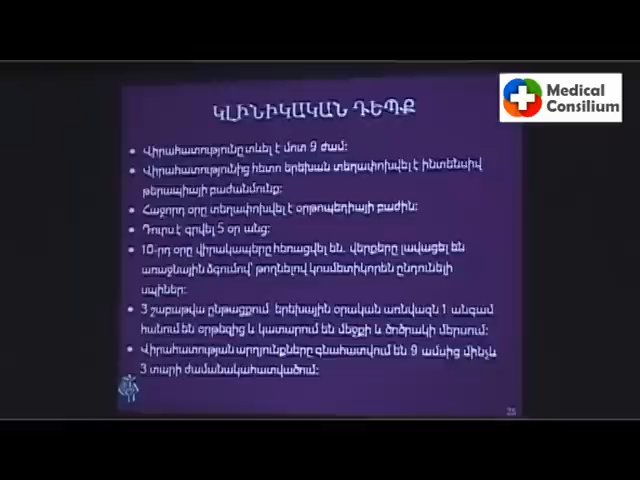 Medical
Consilium
ԿԼԻՆԻԿԱԿԱՆ ԴԵՊՔ
Վիրահատությունը տևել է մոտ 9 ժամ:
Վիրահատությունից հետո երեխան տեղափոխվել է ինտենսիվ
թերապիայի բաժանմունք:
Հաջորդ օրը տեղափոխվել է օրթոպեդիայի բաժին:
Դուրս է գրվել 5 օր անց:
10-րդ օրը վիրակապերը հեռացվել են. վերքերը լավացել են
առաջնային ձգումով՝ թողնելով կոսմետիկորեն ընդունելի
սպիներ:
3 շաբաթվա ընթացքում երեխային օրական առնվազն 1 անգամ
հանում են օրթեզից և կատարում են մեջքի և ծոծրակի մերսում:
Վիրահատության արդյունքները գնահատվում են 9 ամսից մինչև
3 տարի ժամանակահատվածում:
25